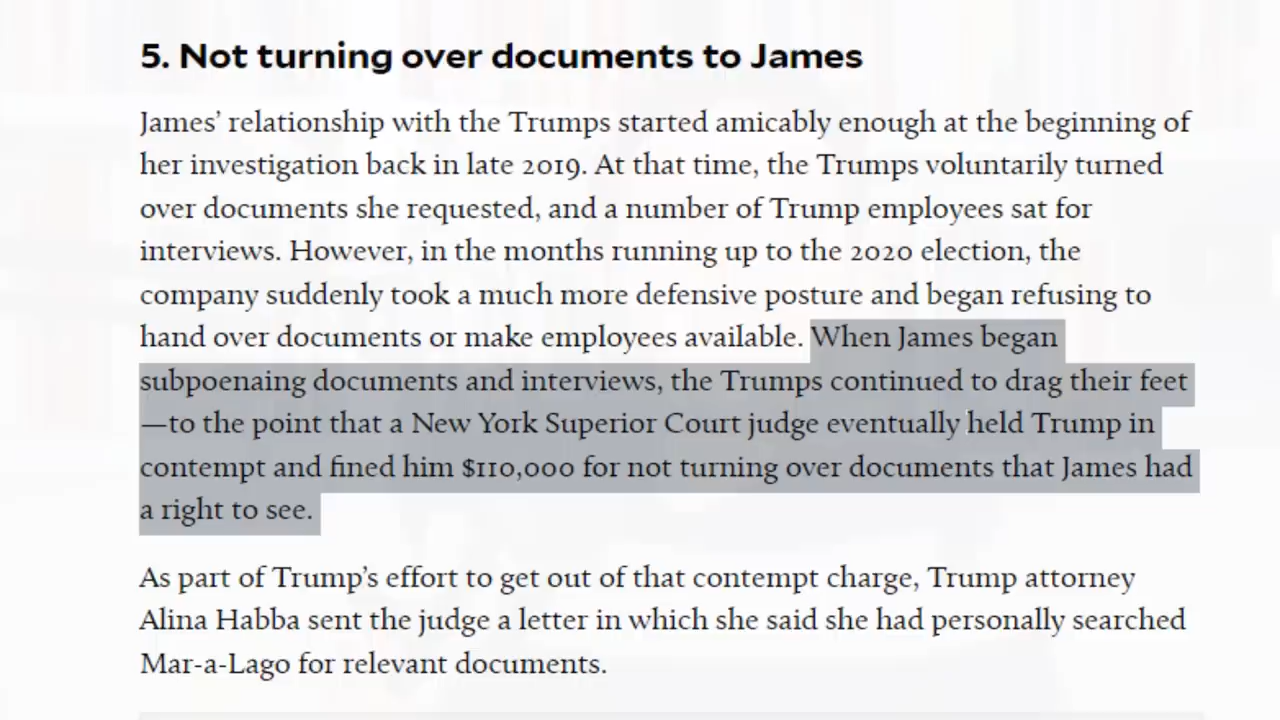 5. Not turning over documents to James
James’ relationship with the Trumps started amicably enough at the beginning of
her investigation back in late 2019. At that time, the Trumps voluntarily turned
over documents she requested, and a number of Trump employees sat for
interviews. However, in the months running up to the 2020 election, the
company suddenly took a much more defensive posture and began refusing to
hand over documents or make employees available. When James began
subpoenaing documents and interviews, the Trumps continued to drag their feet
—to the point that a New York Superior Court judge eventually held Trump in
contempt and fined him $110,000 for not turning over documents that James had
a right to see.
As part of Trump’s effort to get out of that contempt charge, Trump attorney
Alina Habba sent the judge a letter in which she said she had personally searched
Mar-a-Lago for relevant documents.